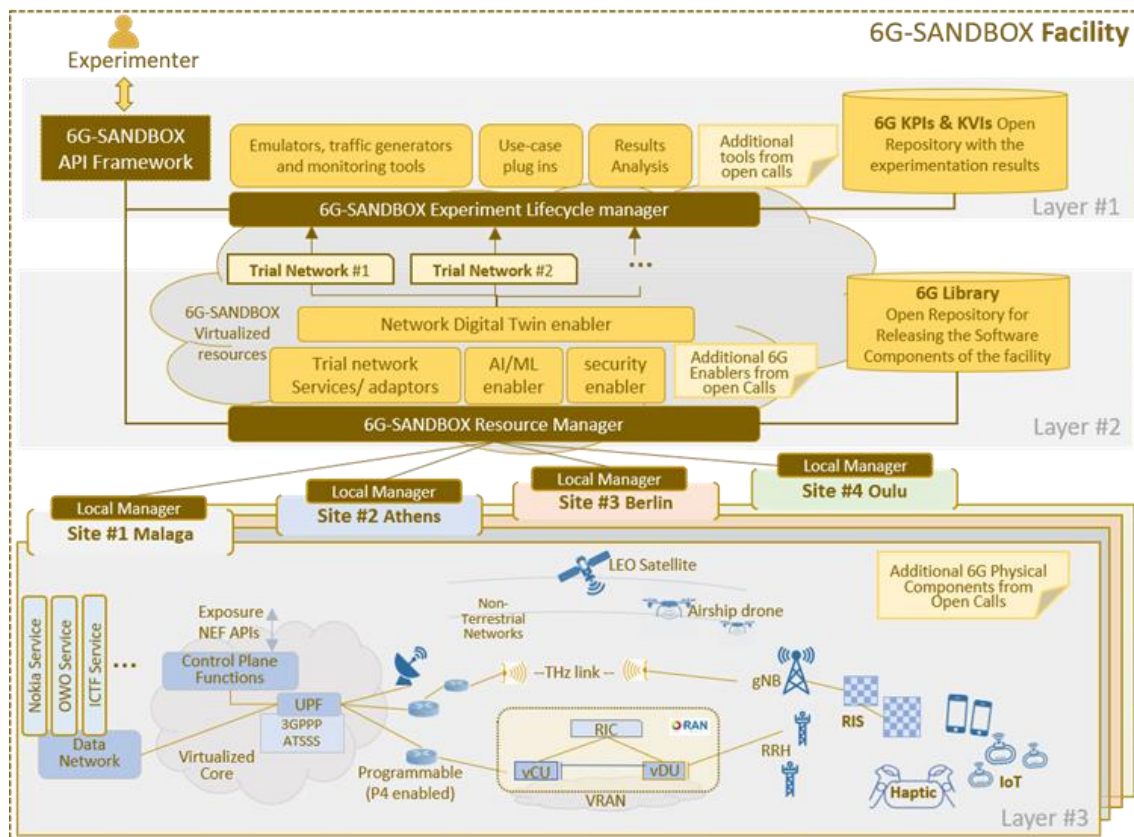 6G-SANDBOX Facility
Experimenter
6G-SANDBOX
API Framework
Emulators, traffic generators
and monitoring tools
Use-case
plug ins
Results
Analysis
Additional
tools from
open calls
6G KPIs & KVIs Open
Repository with the
experimentation results
6G-SANDBOX Experiment Lifecycle manager
Layer #1
Trial Network #1
Trial Network #2
...
6G-SANDBOX
Virtualized
resources
Network Digital Twin enabler
6G Library
Open Repository for
Releasing the Software
Components of the facility
Trial network
Services/ adaptors
AI/ML
enabler
security
enabler
Additional 6G
Enablers from
open Calls
6G-SANDBOX Resource Manager
Layer #2
Local Manager
Site #1 Malaga
Local Manager
Site #2 Athens
Local Manager
Site #3 Berlin
Local Manager
Site #4 Oulu
LEO Satellite
Additional 6G Physical
Components from
Open Calls
Non-
Terrestrial
Networks
Airship drone
Nokia Service
OWO Service
ICTF Service
...
Exposure
NEF APIs
Control Plane
Functions
UPF
3GPPP
ATSSS
Data
Network
Virtualized
Core
Programmable
(P4 enabled)
--THz link --
gNB
RIS
RIC
RAN
vCU
vDU
VRAN
RRH
Haptic
IoT
Layer #3